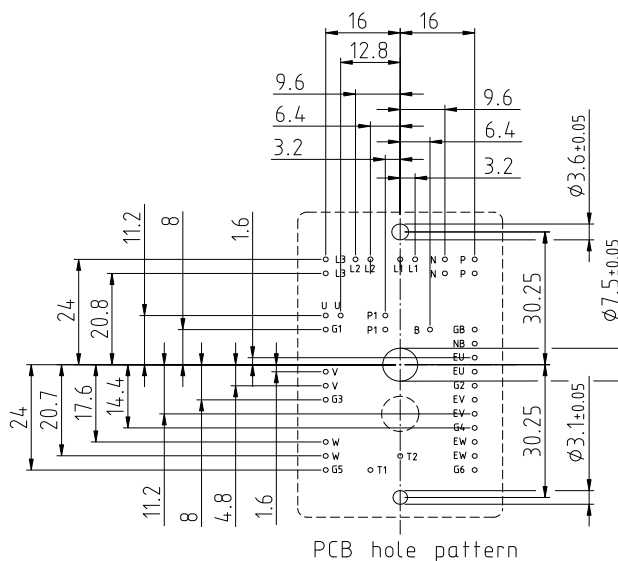 16 16
12.8
9.6 9.6
6.4 6.4
3.2 3.2
Ø3.6±0.05
Ø7.5±0.05
11.2 8 1.6
L3 L2 L2 L1 L1 N P
L3 N P
24 20.8 30.25
U U P1
G1 P1 B GB
NB
EU
V EU
V G2
G3 EV
EV
G4
W EW
W T2 EW
G5 T1 G6
24 20.7 17.6 14.4
11.2 8 4.8 1.6
30.25
Ø3.1±0.05
PCB hole pattern